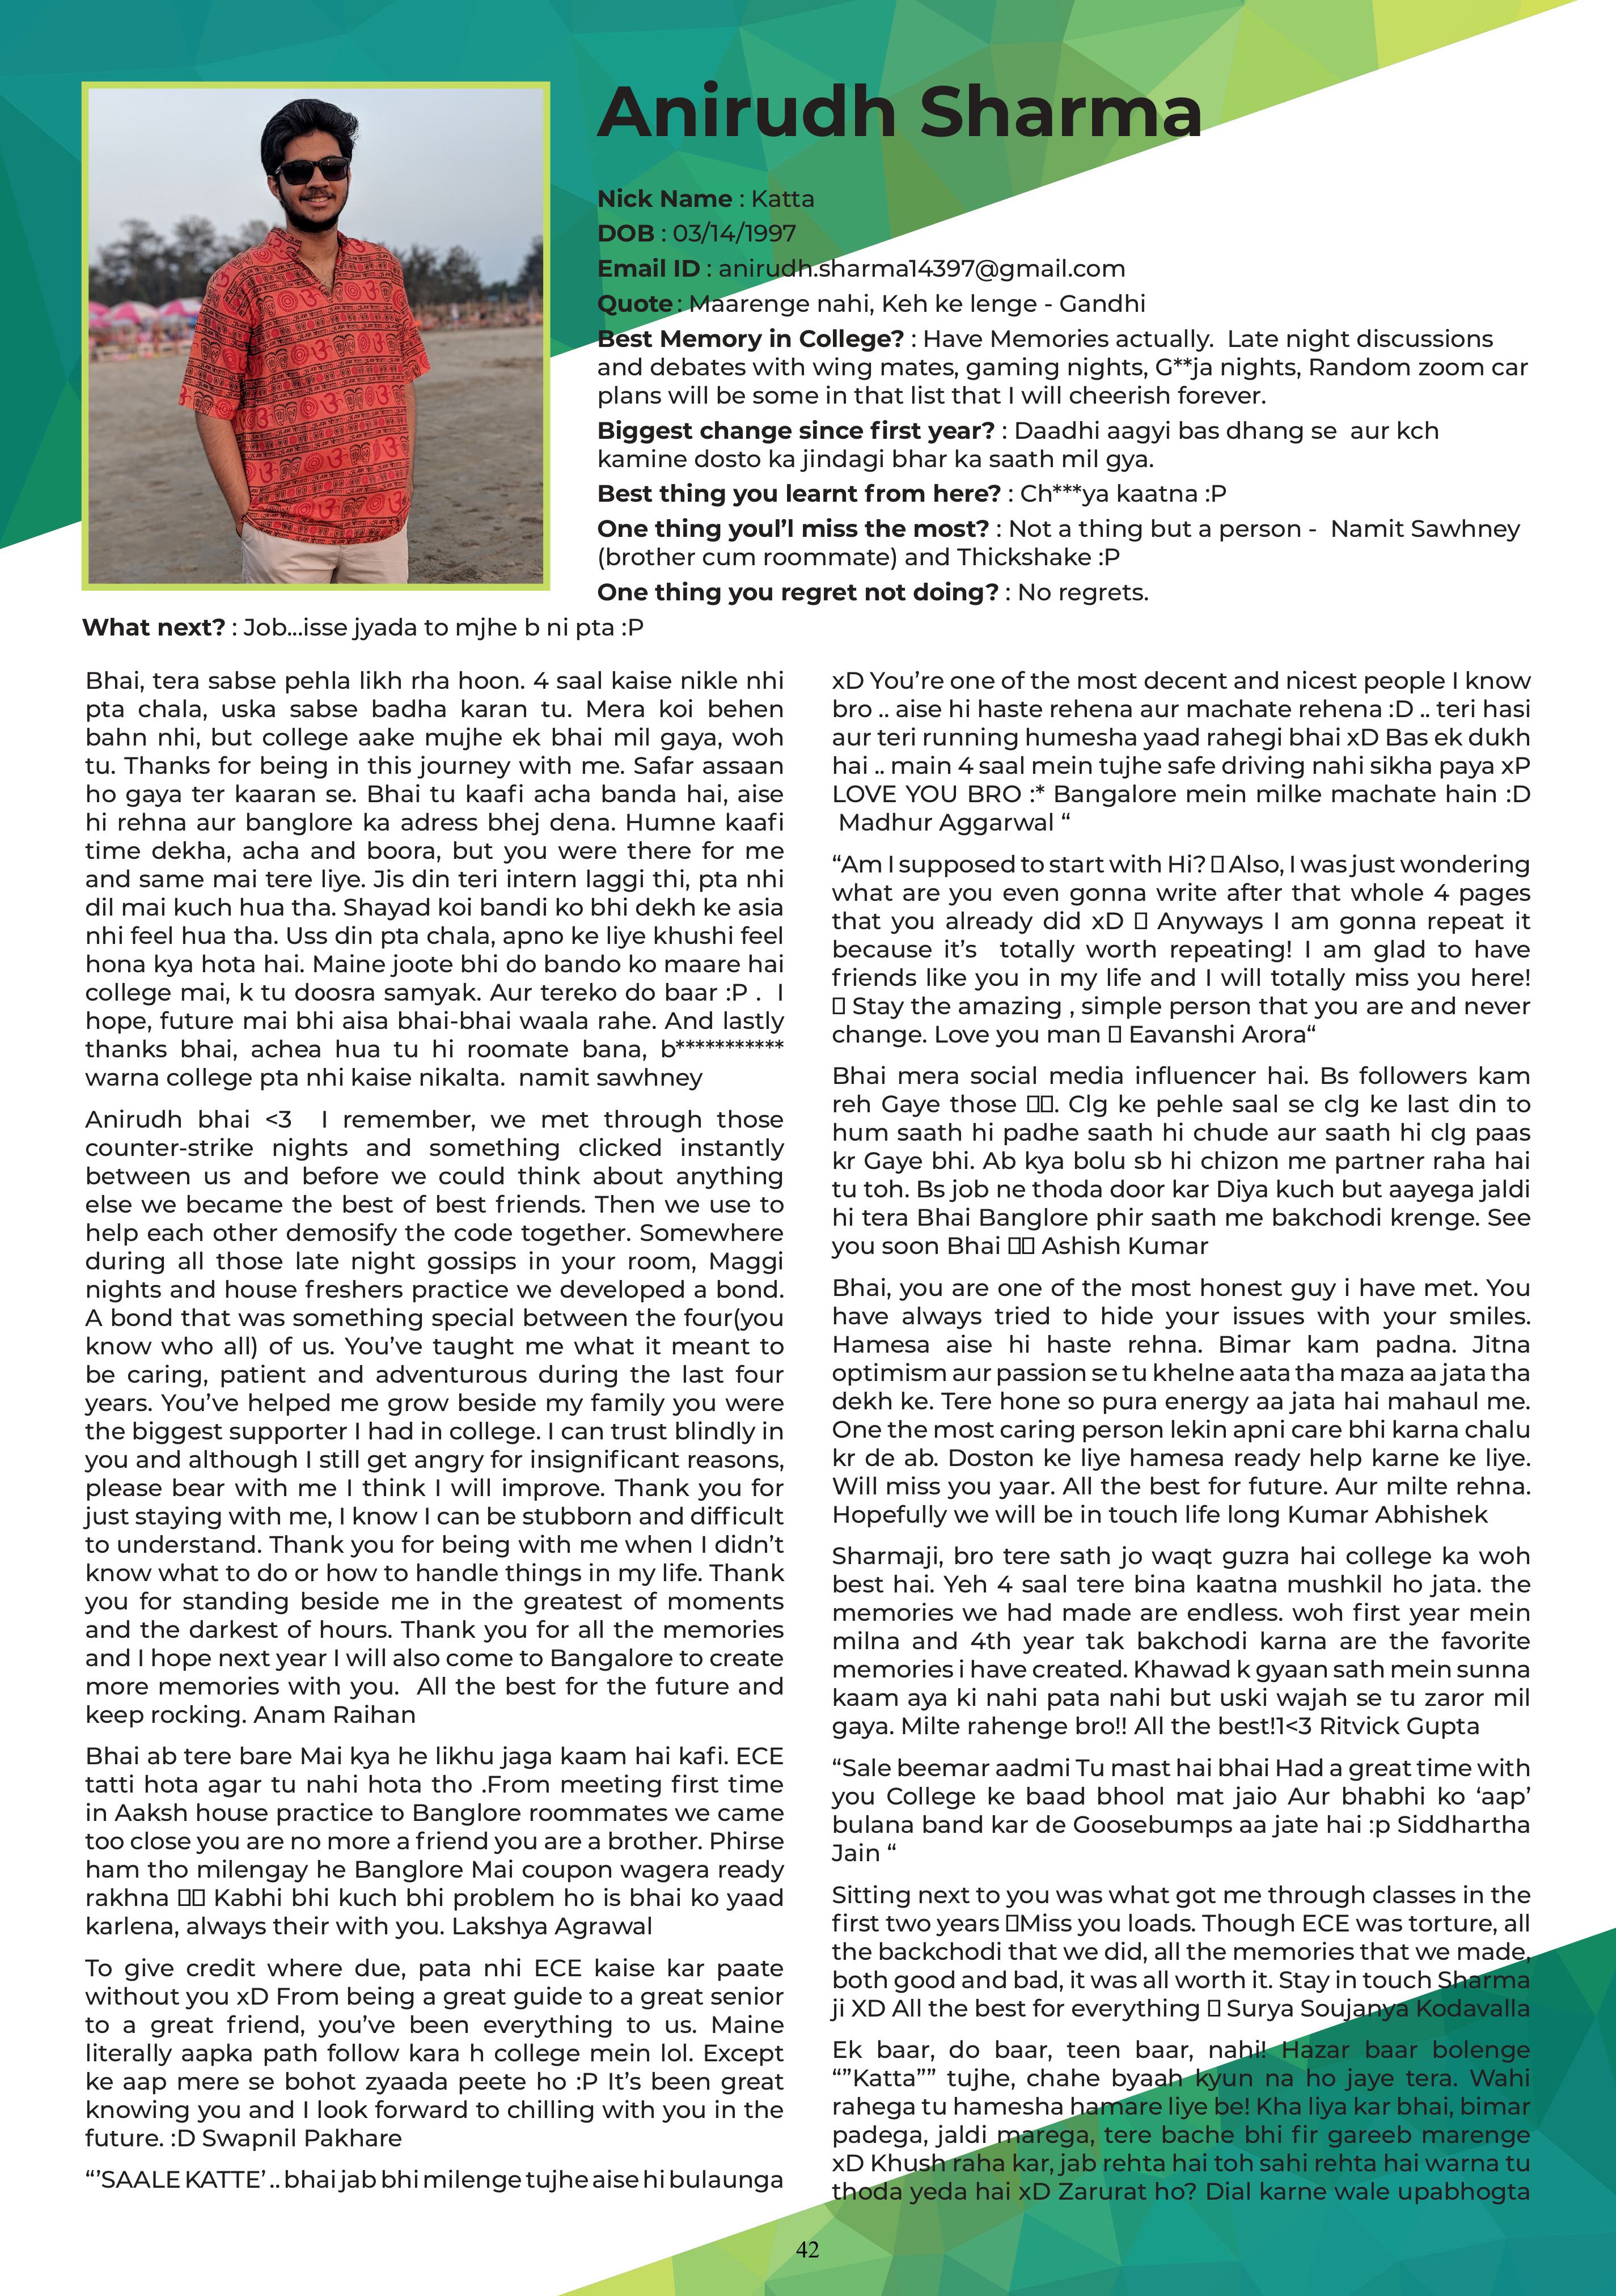 Anirudh Sharma
Nick Name : Katta
DOB : 03/14/1997
Email ID : anirudh.sharma14397@gmail.com
Quote : Maarenge nahi, Keh ke lenge - Gandhi
Best Memory in College? : Have Memories actually.  Late night discussions
and debates with wing mates, gaming nights, G**ja nights, Random zoom car
plans will be some in that list that I will cheerish forever.
Biggest change since first year? : Daadhi aagyi bas dhang se  aur kch
kamine dosto ka jindagi bhar ka saath mil gya.
Best thing you learnt from here? : Ch***ya kaatna :P
One thing youl’l miss the most? : Not a thing but a person -  Namit Sawhney
(brother cum roommate) and Thickshake :P
One thing you regret not doing? : No regrets.
What next? : Job...isse jyada to mjhe b ni pta :P
Bhai, tera sabse pehla likh rha hoon. 4 saal kaise nikle nhi
pta chala, uska sabse badha karan tu. Mera koi behen
bahn nhi, but college aake mujhe ek bhai mil gaya, woh
tu. Thanks for being in this journey with me. Safar assaan
ho gaya ter kaaran se. Bhai tu kaafi acha banda hai, aise
hi rehna aur banglore ka adress bhej dena. Humne kaafi
time dekha, acha and boora, but you were there for me
and same mai tere liye. Jis din teri intern laggi thi, pta nhi
dil mai kuch hua tha. Shayad koi bandi ko bhi dekh ke asia
nhi feel hua tha. Uss din pta chala, apno ke liye khushi feel
hona kya hota hai. Maine joote bhi do bando ko maare hai
college mai, k tu doosra samyak. Aur tereko do baar :P .  I
hope, future mai bhi aisa bhai-bhai waala rahe. And lastly
thanks bhai, achea hua tu hi roomate bana, b***********
warna college pta nhi kaise nikalta.  namit sawhney
Anirudh bhai <3  I remember, we met through those
counter-strike nights and something clicked instantly
between us and before we could think about anything
else we became the best of best friends. Then we use to
help each other demosify the code together. Somewhere
during all those late night gossips in your room, Maggi
nights and house freshers practice we developed a bond.
A bond that was something special between the four(you
know who all) of us. You’ve taught me what it meant to
be caring, patient and adventurous during the last four
years. You’ve helped me grow beside my family you were
the biggest supporter I had in college. I can trust blindly in
you and although I still get angry for insignificant reasons,
please bear with me I think I will improve. Thank you for
just staying with me, I know I can be stubborn and difficult
to understand. Thank you for being with me when I didn’t
know what to do or how to handle things in my life. Thank
you for standing beside me in the greatest of moments
and the darkest of hours. Thank you for all the memories
and I hope next year I will also come to Bangalore to create
more memories with you.  All the best for the future and
keep rocking. Anam Raihan
Bhai ab tere bare Mai kya he likhu jaga kaam hai kafi. ECE
tatti hota agar tu nahi hota tho .From meeting first time
in Aaksh house practice to Banglore roommates we came
too close you are no more a friend you are a brother. Phirse
ham tho milengay he Banglore Mai coupon wagera ready
rakhna ▯▯ Kabhi bhi kuch bhi problem ho is bhai ko yaad
karlena, always their with you. Lakshya Agrawal
To give credit where due, pata nhi ECE kaise kar paate
without you xD From being a great guide to a great senior
to a great friend, you’ve been everything to us. Maine
literally aapka path follow kara h college mein lol. Except
ke aap mere se bohot zyaada peete ho :P It’s been great
knowing you and I look forward to chilling with you in the
future. :D Swapnil Pakhare
“’SAALE KATTE’ .. bhai jab bhi milenge tujhe aise hi bulaunga
xD You’re one of the most decent and nicest people I know
bro .. aise hi haste rehena aur machate rehena :D .. teri hasi
aur teri running humesha yaad rahegi bhai xD Bas ek dukh
hai .. main 4 saal mein tujhe safe driving nahi sikha paya xP
LOVE YOU BRO :* Bangalore mein milke machate hain :D
Madhur Aggarwal “
“Am I supposed to start with Hi? ▯ Also, I was just wondering
what are you even gonna write after that whole 4 pages
that you already did xD ▯ Anyways I am gonna repeat it
because it’s  totally worth repeating! I am glad to have
friends like you in my life and I will totally miss you here!
▯ Stay the amazing , simple person that you are and never
change. Love you man ▯ Eavanshi Arora“
Bhai mera social media influencer hai. Bs followers kam
reh Gaye those ▯▯. Clg ke pehle saal se clg ke last din to
hum saath hi padhe saath hi chude aur saath hi clg paas
kr Gaye bhi. Ab kya bolu sb hi chizon me partner raha hai
tu toh. Bs job ne thoda door kar Diya kuch but aayega jaldi
hi tera Bhai Banglore phir saath me bakchodi krenge. See
you soon Bhai ▯▯ Ashish Kumar
Bhai, you are one of the most honest guy i have met. You
have always tried to hide your issues with your smiles.
Hamesa aise hi haste rehna. Bimar kam padna. Jitna
optimism aur passion se tu khelne aata tha maza aa jata tha
dekh ke. Tere hone so pura energy aa jata hai mahaul me.
One the most caring person lekin apni care bhi karna chalu
kr de ab. Doston ke liye hamesa ready help karne ke liye.
Will miss you yaar. All the best for future. Aur milte rehna.
Hopefully we will be in touch life long Kumar Abhishek
Sharmaji, bro tere sath jo waqt guzra hai college ka woh
best hai. Yeh 4 saal tere bina kaatna mushkil ho jata. the
memories we had made are endless. woh first year mein
milna and 4th year tak bakchodi karna are the favorite
memories i have created. Khawad k gyaan sath mein sunna
kaam aya ki nahi pata nahi but uski wajah se tu zaror mil
gaya. Milte rahenge bro!! All the best!1<3 Ritvick Gupta
“Sale beemar aadmi Tu mast hai bhai Had a great time with
you College ke baad bhool mat jaio Aur bhabhi ko ‘aap’
bulana band kar de Goosebumps aa jate hai :p Siddhartha
Jain “
Sitting next to you was what got me through classes in the
first two years ▯Miss you loads. Though ECE was torture, all
the backchodi that we did, all the memories that we made,
both good and bad, it was all worth it. Stay in touch Sharma
ji XD All the best for everything ▯ Surya Soujanya Kodavalla
Ek baar, do baar, teen baar, nahi! Hazar baar bolenge
“”Katta”” tujhe, chahe byaah kyun na ho jaye tera. Wahi
rahega tu hamesha hamare liye be! Kha liya kar bhai, bimar
padega, jaldi marega, tere bache bhi fir gareeb marenge
xD Khush raha kar, jab rehta hai toh sahi rehta hai warna tu
thoda yeda hai xD Zarurat ho? Dial karne wale upabhogta
42